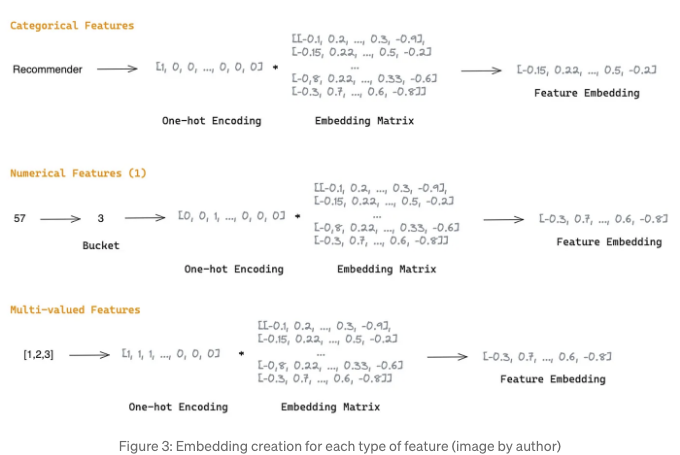 Categorical Features
[[-0.1, 0.2, ..., 0.3, -0.9],
[-0.15, 0.22, ..., 0.5, -0.2]
...
[-0,8, 0.22, ..., 0.33, -0.6]
[-0.3, 0.7, ..., 0.6, -0.8]]
Recommender [1, 0, 0, ..., 0, 0, 0] * [-0.15, 0.22, ..., 0.5, -0.2]
Feature Embedding
One-hot Encoding Embedding Matrix
Numerical Features (1)
[[-0.1, 0.2, ..., 0.3, -0.9],
[-0.15, 0.22, ..., 0.5, -0.2]
...
[-0,8, 0.22, ..., 0.33, -0.6]
[-0.3, 0.7, ..., 0.6, -0.8]]
57 3 [0, 0, 1, ..., 0, 0, 0] * [-0.3, 0.7, ..., 0.6, -0.8]
Bucket Feature Embedding
One-hot Encoding Embedding Matrix
Multi-valued Features
[[-0.1, 0.2, ..., 0.3, -0.9],
[-0.15, 0.22, ..., 0.5, -0.2]
...
[-0,8, 0.22, ..., 0.33, -0.6]
[-0.3, 0.7, ..., 0.6, -0.8]]
[1,2,3] [1, 1, 1, ..., 0, 0, 0] * [-0.3, 0.7, ..., 0.6, -0.8]
Feature Embedding
One-hot Encoding Embedding Matrix
Figure 3: Embedding creation for each type of feature (image by author)